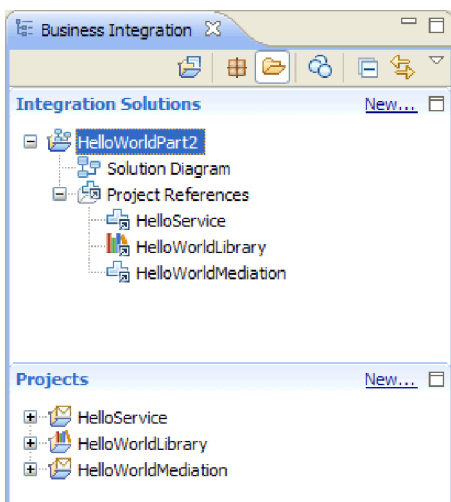 Business Integration
Integration Solutions New...
HelloWorldPart2
Solution Diagram
Project References
HelloService
HelloWorldLibrary
HelloWorldMediation
Projects New...
HelloService
HelloWorldLibrary
HelloWorldMediation